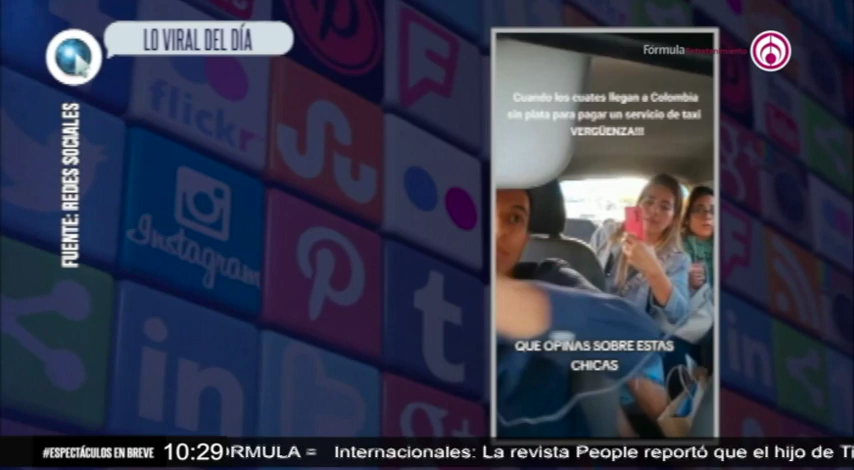 LO VIRAL DEL DÍA
Fórmula
FUENTE: REDES SOCIALES
flickr
Instagram
in
t
g+
in
Cuando los cuates llegan a Colombia
sin plata para pagar un servicio de taxi
VERGÜENZA!!!
QUE OPINAS SOBRE ESTAS
CHICAS
#ESPECTÁCULOS EN BREVE 10:29 RMULA = Internacionales: La revista People reportó que el hijo de Ti